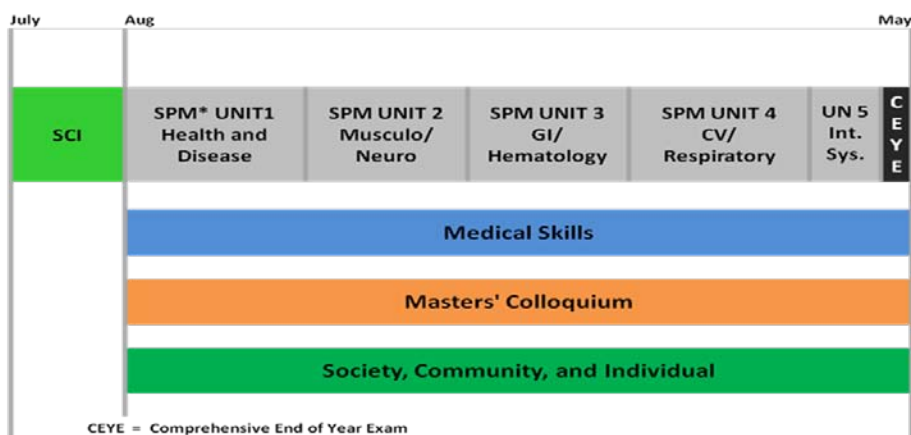 July Aug May
SCI
SPM* UNIT1
Health and
Disease
SPM UNIT 2
Musculo/
Neuro
SPM UNIT 3
GI/
Hematology
SPM UNIT 4
CV/
Respiratory
UN 5
Int.
Sys.
C
E
Y
E
Medical Skills
Masters' Colloquium
Society, Community, and Individual
CEYE = Comprehensive End of Year Exam